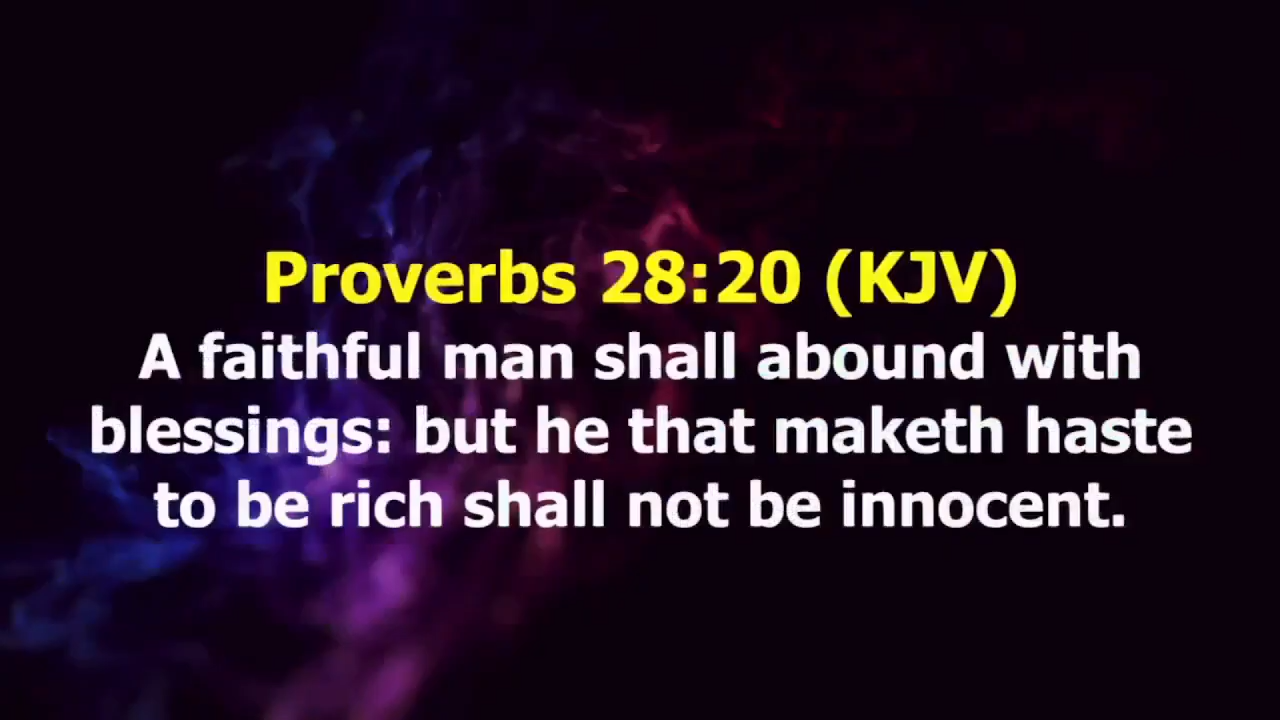 Proverbs 28:20 (KJV)
A faithful man shall abound with
blessings: but he that maketh haste
to be rich shall not be innocent.